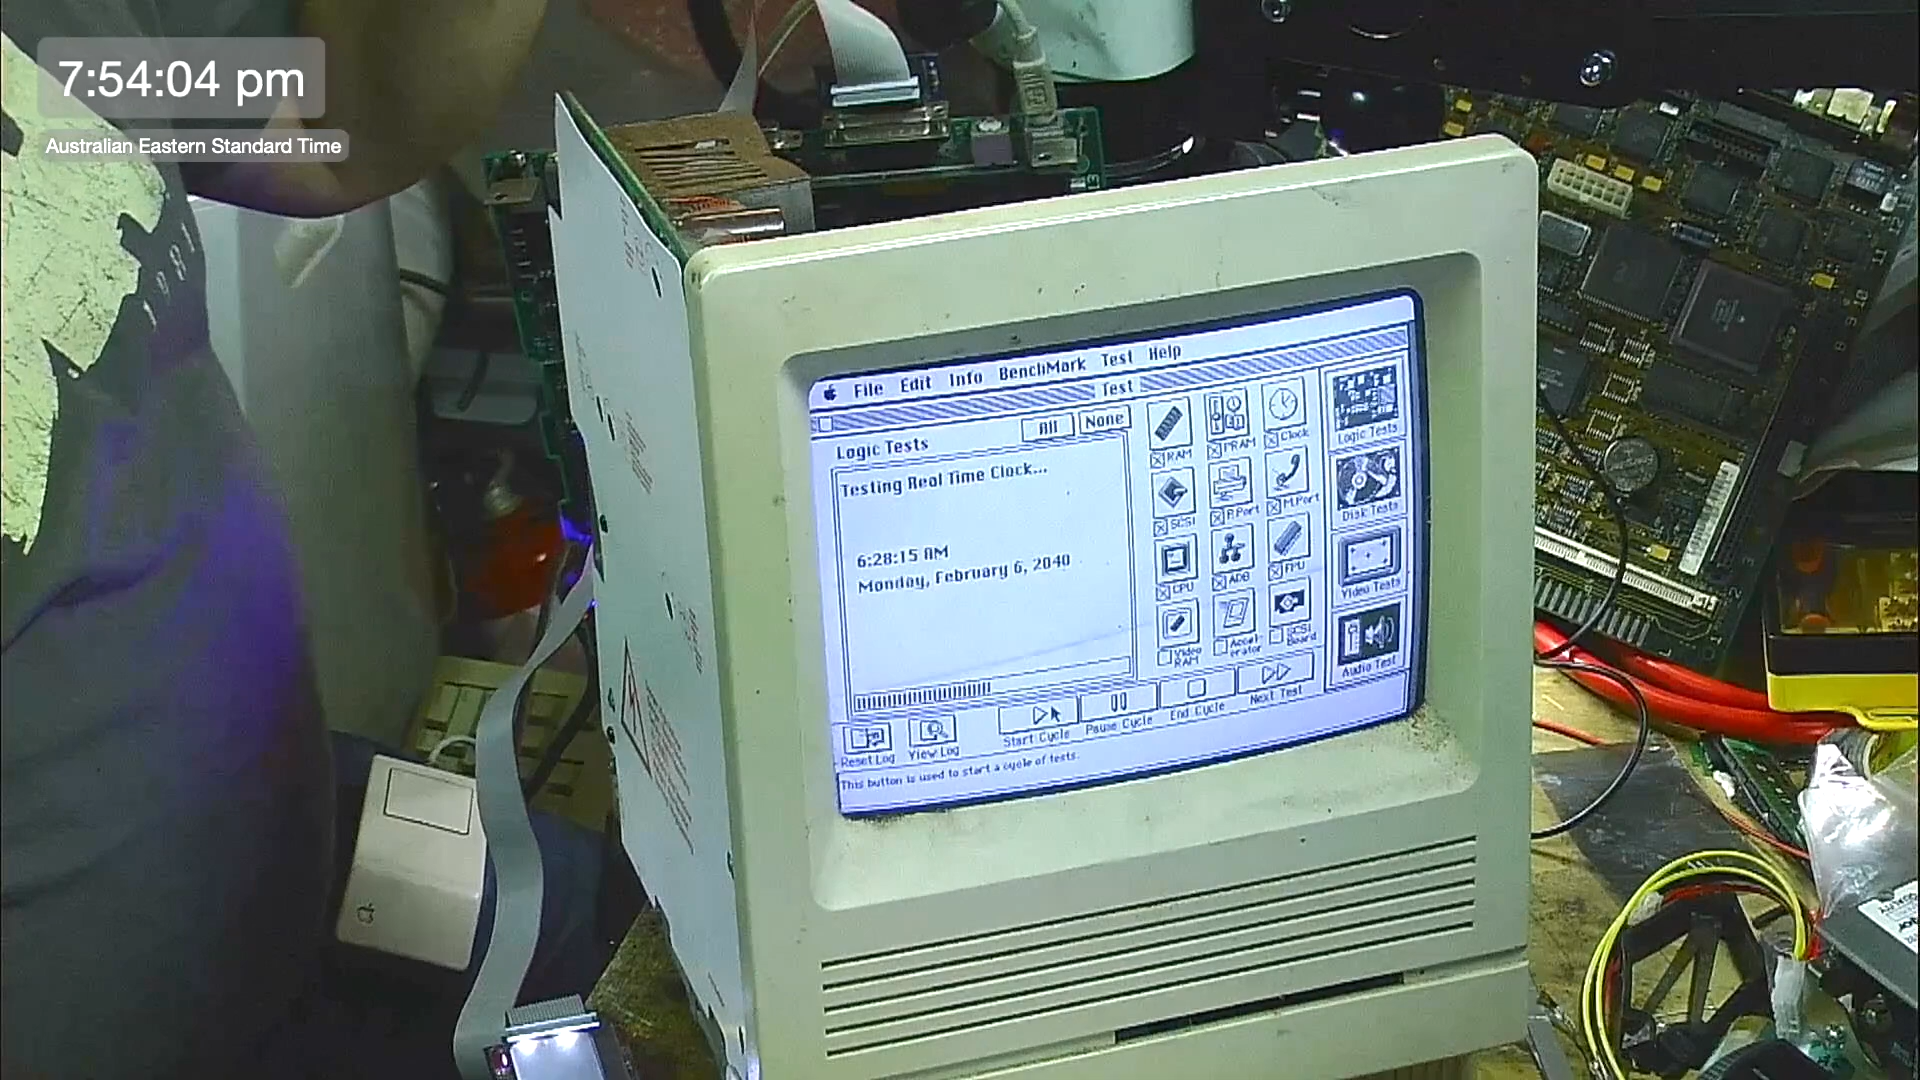 7:54:04 pm
Australian Eastern Standard Time
File Edit Info BenchMark Test Help
Test
Logic Tests
All
None
Testing Real Time Clock...
6:28:15 AM
Monday, February 6, 2040
RAM
PRAM
Clock
SCSI
P.Port
M.Port
CPU
ADB
FPU
Video RAM
Accel-erator
SCSI Board
Logic Tests
Disk Tests
Video Tests
Audio Test
Reset Log
View Log
Start Cycle
Pause Cycle
End Cycle
Next Test
This button is used to start a cycle of tests.